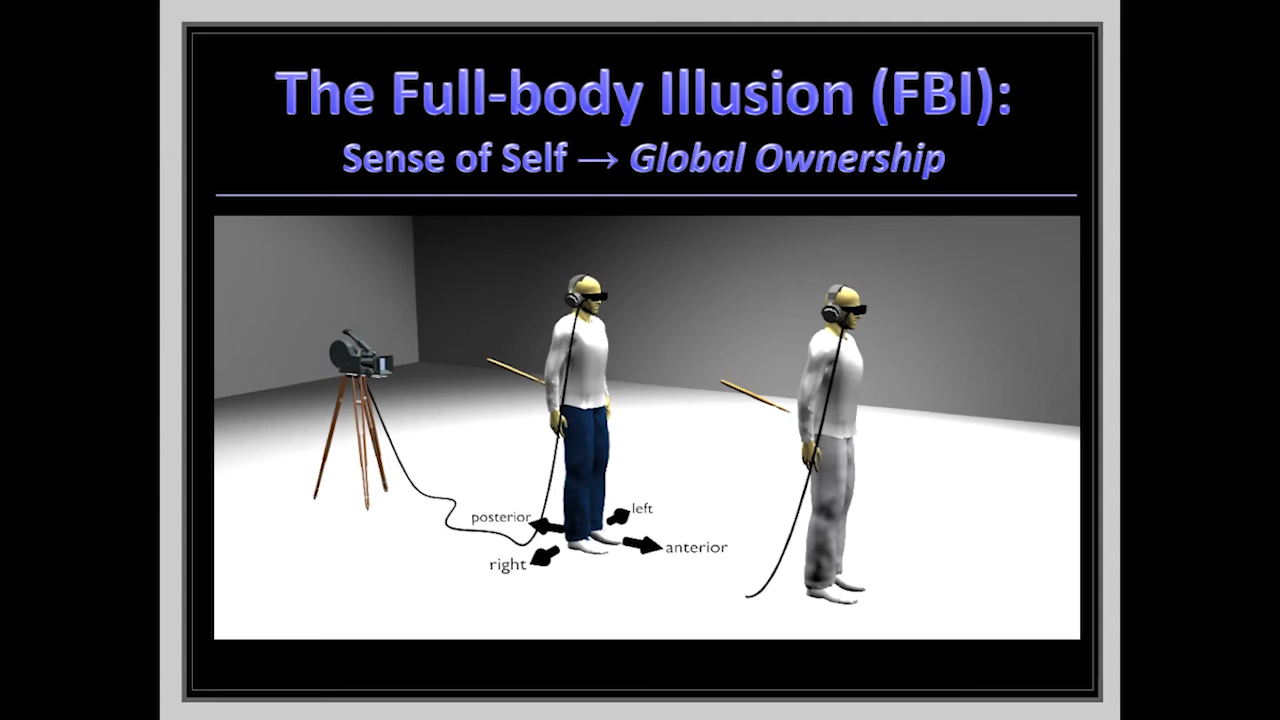 The Full-body Illusion (FBI):
Sense of Self → Global Ownership
posterior
left
right
anterior